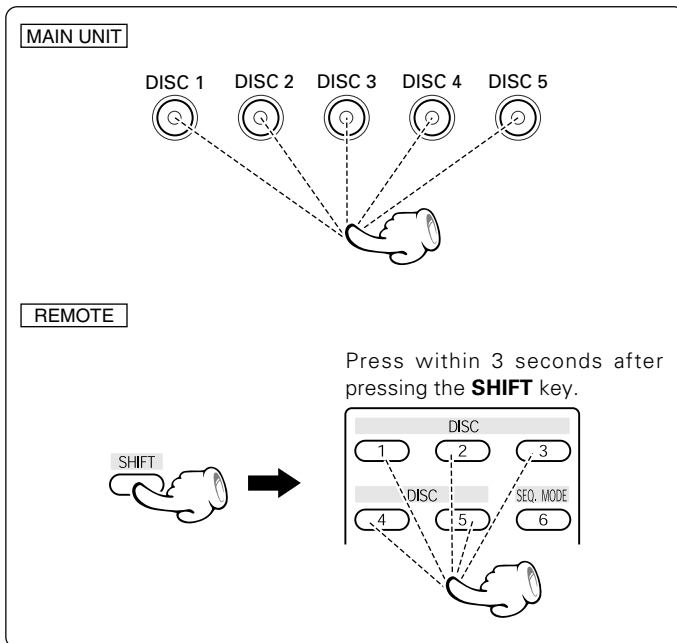 MAIN UNIT
DISC 1 DISC 2 DISC 3 DISC 4 DISC 5
REMOTE
Press within 3 seconds after
pressing the SHIFT key.
SHIFT
DISC
1 2 3
DISC SEQ. MODE
4 5 6